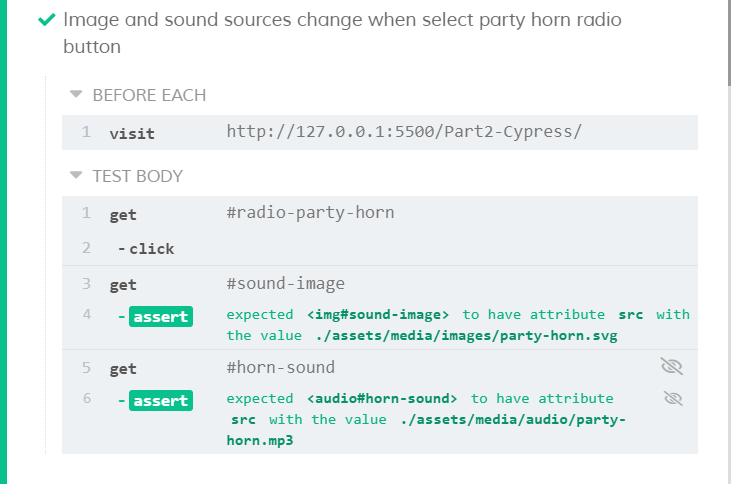 Image and sound sources change when select party horn radio
button
BEFORE EACH
1 visit http://127.0.0.1:5500/Part2-Cypress/
TEST BODY
1 get #radio-party-horn
2 -click
3 get #sound-image
4 -assert expected <img#sound-image> to have attribute src with
the value ./assets/media/images/party-horn.svg
5 get #horn-sound
6 -assert expected <audio#horn-sound> to have attribute
src with the value ./assets/media/audio/party-
horn.mp3